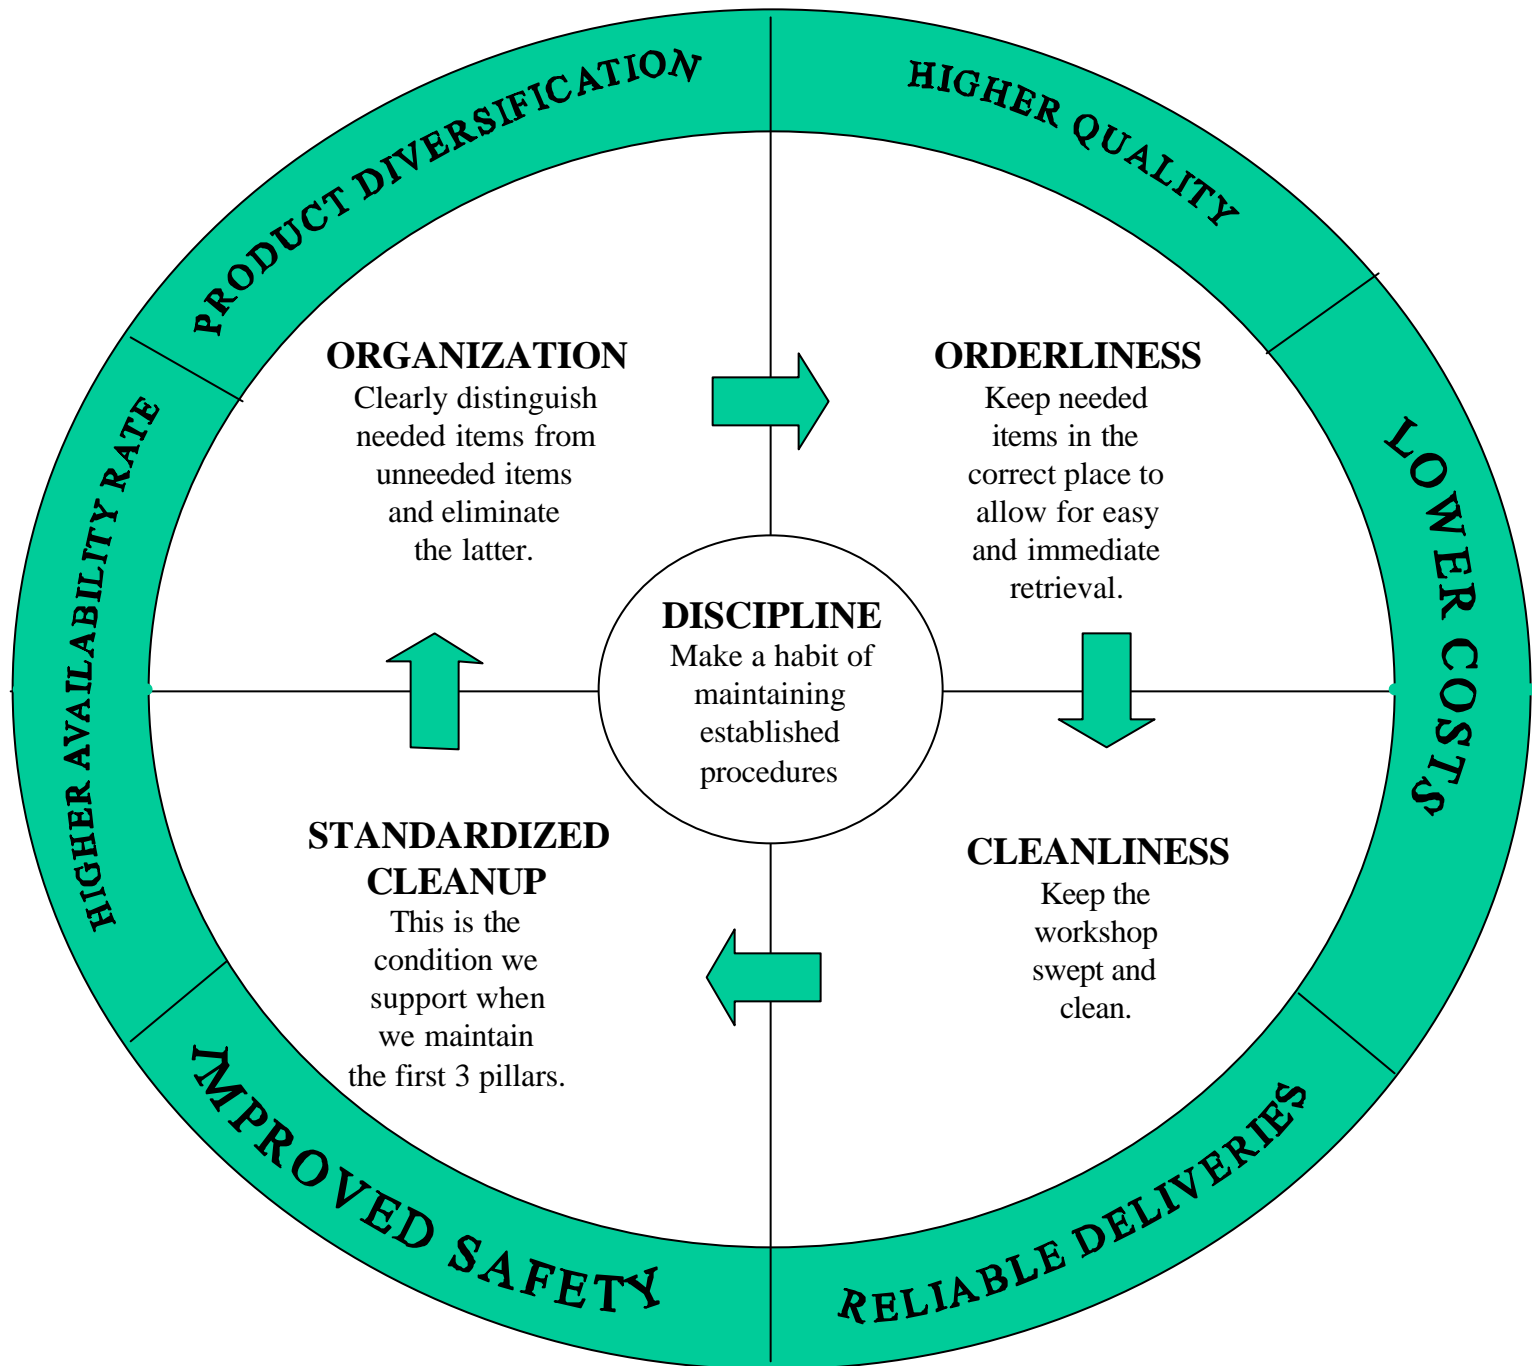 PRODUCT DIVERSIFICATION
HIGHER QUALITY
LOWER COSTS
RELIABLE DELIVERIES
IMPROVED SAFETY
HIGHER AVAILABILITY RATE
ORGANIZATION
Clearly distinguish
needed items from
unneeded items
and eliminate
the latter.
ORDERLINESS
Keep needed
items in the
correct place to
allow for easy
and immediate
retrieval.
DISCIPLINE
Make a habit of
maintaining
established
procedures
STANDARDIZED
CLEANUP
This is the
condition we
support when
we maintain
the first 3 pillars.
CLEANLINESS
Keep the
workshop
swept and
clean.